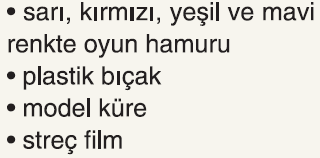 • sarı, kırmızı, yeşil ve mavi
renkte oyun hamuru
• plastik bıçak
• model küre
• streç film